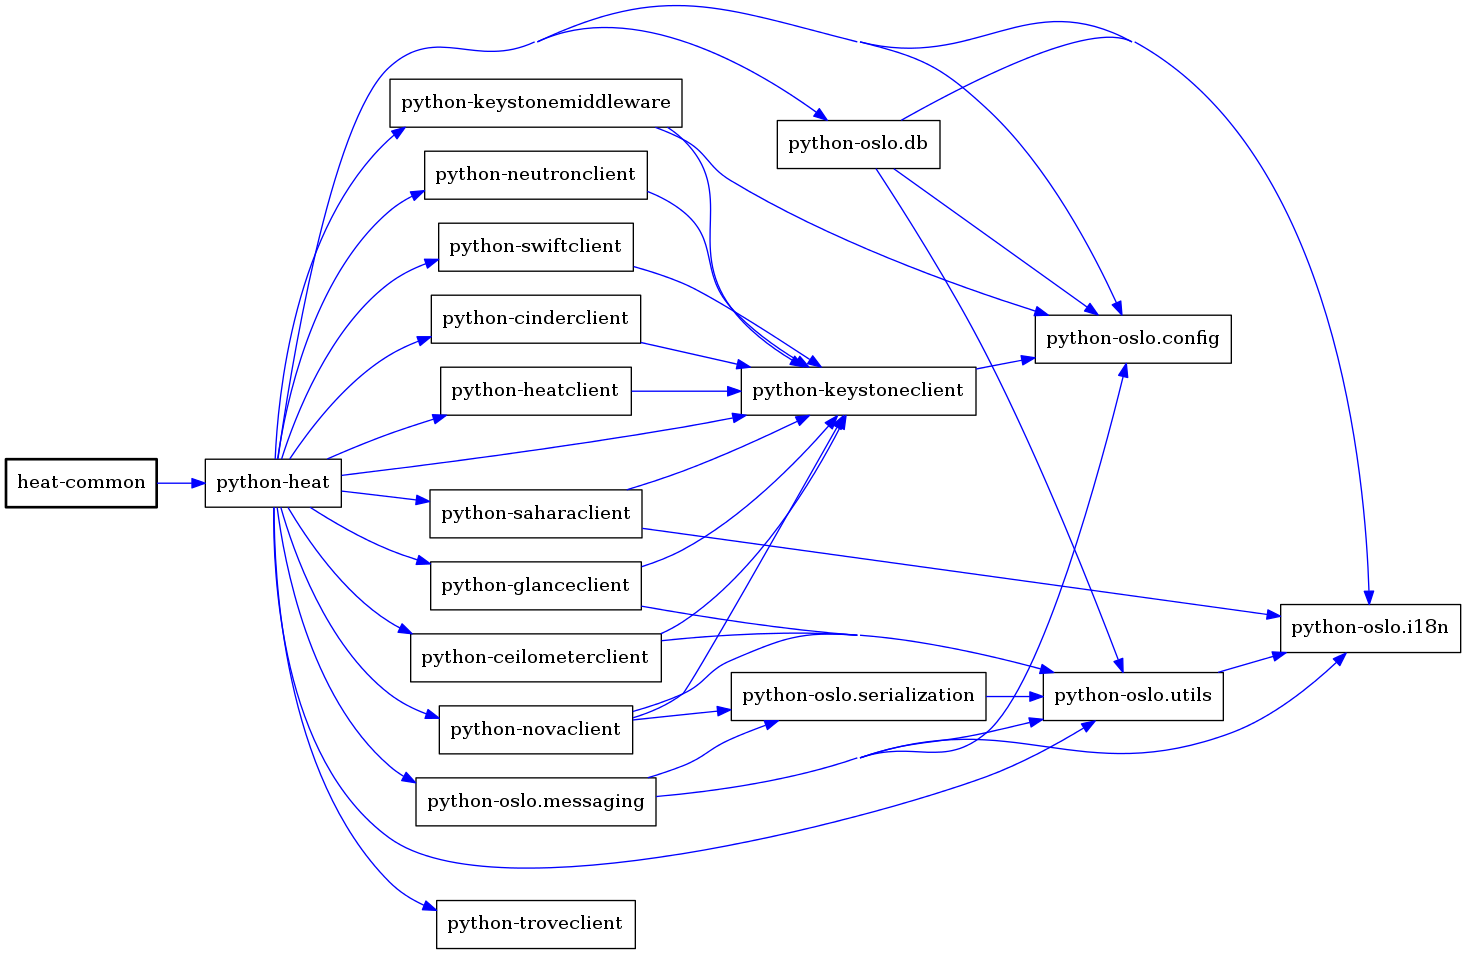 python-keystonemiddleware
python-oslo.db
python-neutronclient
python-swiftclient
python-cinderclient
python-oslo.config
python-heatclient
python-keystoneclient
heat-common
python-heat
python-saharaclient
python-glanceclient
python-oslo.i18n
python-ceilometerclient
python-oslo.serialization
python-oslo.utils
python-novaclient
python-oslo.messaging
python-troveclient